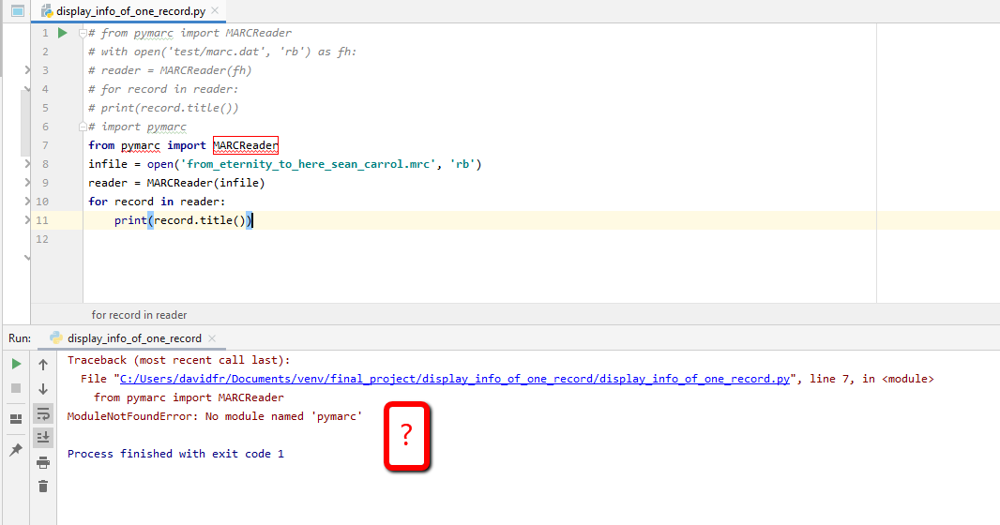 display_info_of_one_record.py
1 # from pymarc import MARCReader
2 # with open('test/marc.dat', 'rb') as fh:
3 # reader = MARCReader(fh)
4 # for record in reader:
5 # print(record.title())
6 # import pymarc
7 from pymarc import MARCReader
8 infile = open('from_eternity_to_here_sean_carrol.mrc', 'rb')
9 reader = MARCReader(infile)
10 for record in reader:
11 print(record.title())
12
for record in reader
Run: display_info_of_one_record
Traceback (most recent call last):
File "C:/Users/davidfr/Documents/venv/final_project/display_info_of_one_record/display_info_of_one_record.py", line 7, in <module>
from pymarc import MARCReader
ModuleNotFoundError: No module named 'pymarc'
?
Process finished with exit code 1